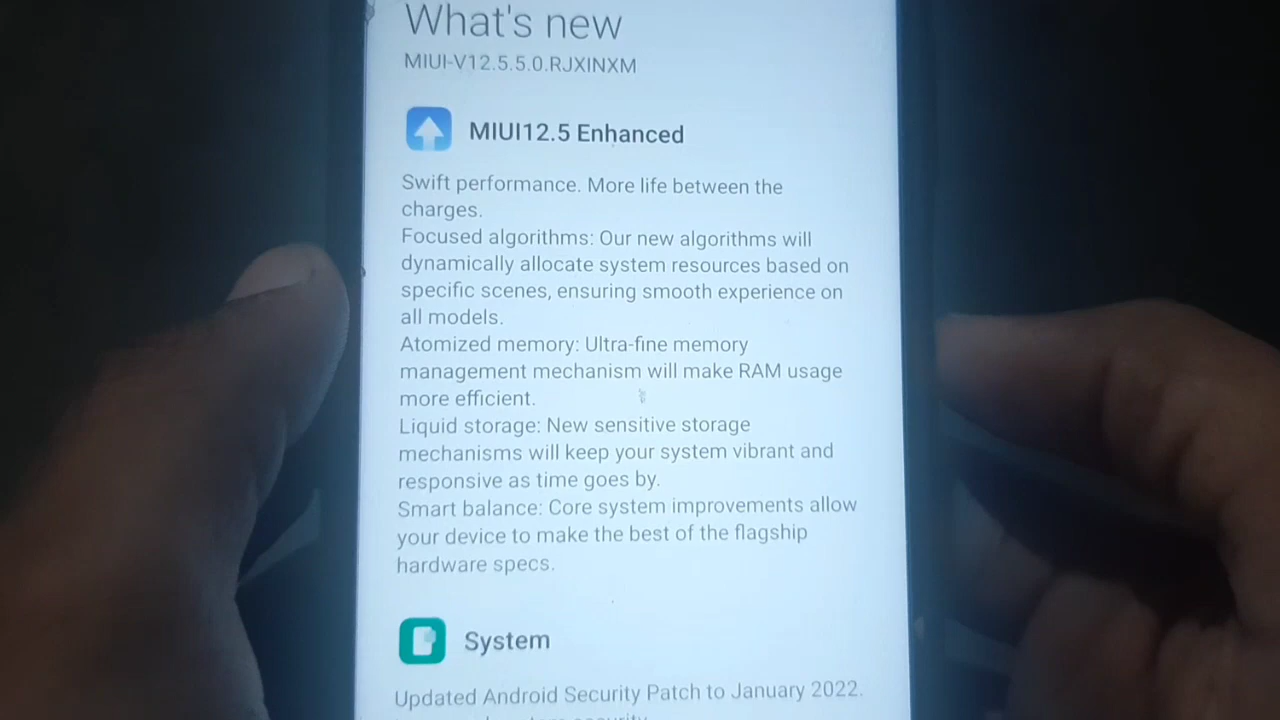 What's new
MIUI-V12.5.5.0.RJXINXM
MIUI12.5 Enhanced
Swift performance. More life between the
charges.
Focused algorithms: Our new algorithms will
dynamically allocate system resources based on
specific scenes, ensuring smooth experience on
all models.
Atomized memory: Ultra-fine memory
management mechanism will make RAM usage
more efficient.
Liquid storage: New sensitive storage
mechanisms will keep your system vibrant and
responsive as time goes by.
Smart balance: Core system improvements allow
your device to make the best of the flagship
hardware specs.
System
Updated Android Security Patch to January 2022.